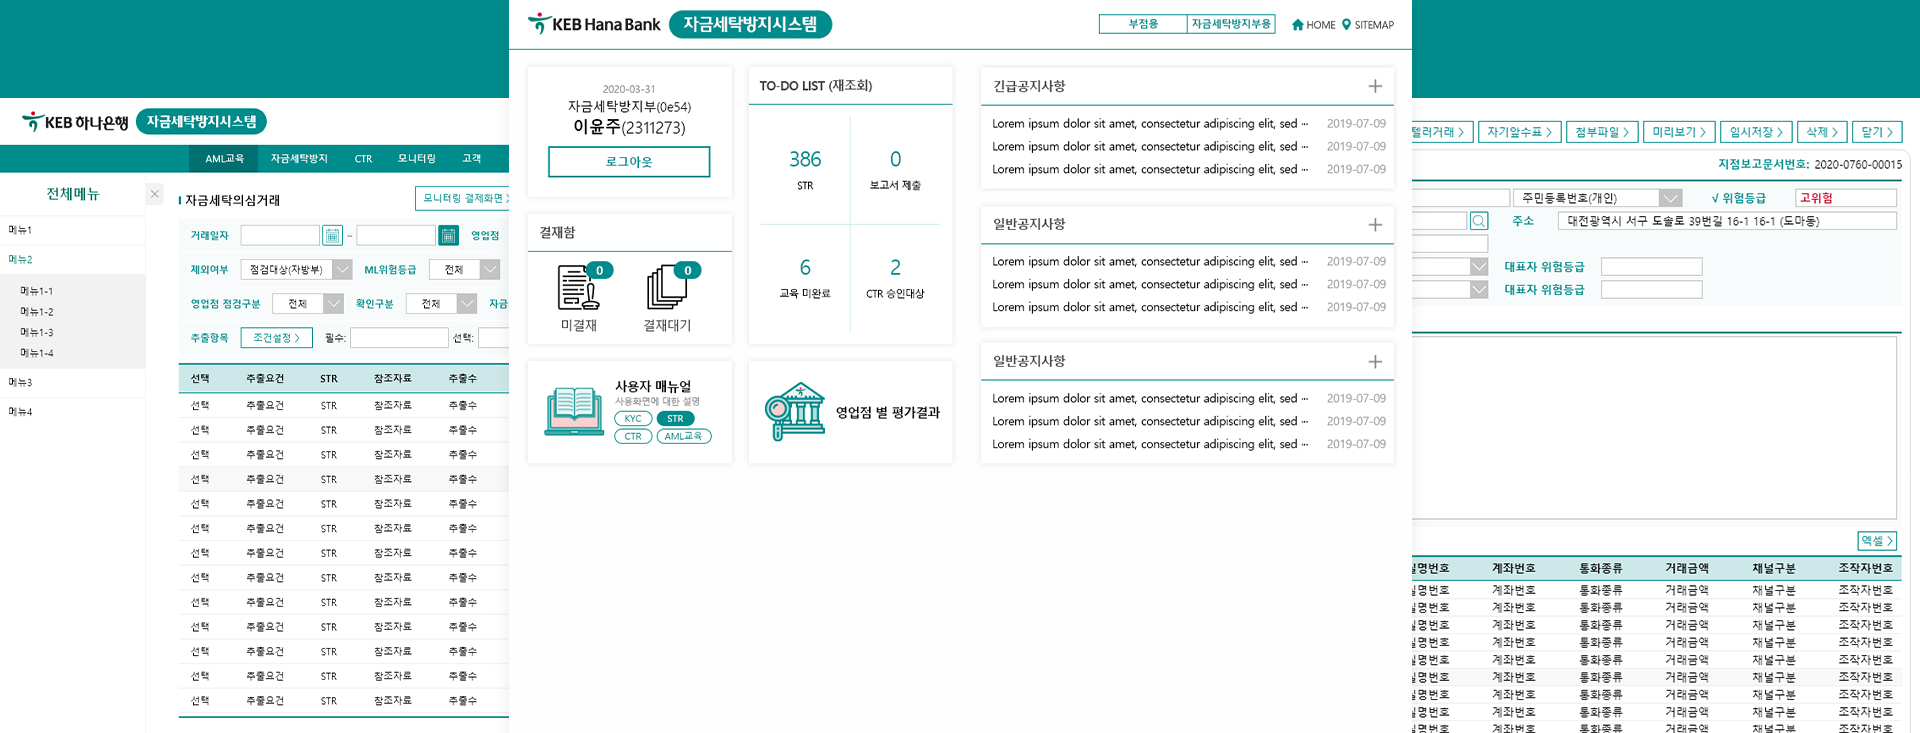 KEB 하나은행 자금세탁방지시스템
AML교육 자금세탁방지 CTR 모니터링 고객
전체메뉴
메뉴1
메뉴2
메뉴1-1
메뉴1-2
메뉴1-3
메뉴1-4
메뉴3
메뉴4
자금세탁의심거래 모니터링 결제화면
거래일자 ~ 영업점
제외여부 점검대상(자방부) ML위험등급 전체
영업점 점검구분 전체 확인구분 전체 자금
추출항목 조건설정 필수: 선택:
선택 추출요건 STR 참조자료 추출수
선택 추출요건 STR 참조자료 추출수
선택 추출요건 STR 참조자료 추출수
선택 추출요건 STR 참조자료 추출수
선택 추출요건 STR 참조자료 추출수
선택 추출요건 STR 참조자료 추출수
선택 추출요건 STR 참조자료 추출수
선택 추출요건 STR 참조자료 추출수
선택 추출요건 STR 참조자료 추출수
선택 추출요건 STR 참조자료 추출수
선택 추출요건 STR 참조자료 추출수
선택 추출요건 STR 참조자료 추출수
선택 추출요건 STR 참조자료 추출수
선택 추출요건 STR 참조자료 추출수
KEB Hana Bank 자금세탁방지시스템
부점용 자금세탁방지부용 HOME SITEMAP
2020-03-31
자금세탁방지부(0e54)
이윤주(2311273)
로그아웃
결재함
0 0
미결재 결재대기
사용자 매뉴얼
사용화면에 대한 설명
KYC STR
CTR AML교육
TO-DO LIST (재조회)
386 0
STR 보고서 제출
6 2
교육 미완료 CTR 승인대상
영업점 별 평가결과
긴급공지사항
Lorem ipsum dolor sit amet, consectetur adipiscing elit, sed ··· 2019-07-09
Lorem ipsum dolor sit amet, consectetur adipiscing elit, sed ··· 2019-07-09
Lorem ipsum dolor sit amet, consectetur adipiscing elit, sed ··· 2019-07-09
일반공지사항
Lorem ipsum dolor sit amet, consectetur adipiscing elit, sed ··· 2019-07-09
Lorem ipsum dolor sit amet, consectetur adipiscing elit, sed ··· 2019-07-09
Lorem ipsum dolor sit amet, consectetur adipiscing elit, sed ··· 2019-07-09
일반공지사항
Lorem ipsum dolor sit amet, consectetur adipiscing elit, sed ··· 2019-07-09
Lorem ipsum dolor sit amet, consectetur adipiscing elit, sed ··· 2019-07-09
Lorem ipsum dolor sit amet, consectetur adipiscing elit, sed ··· 2019-07-09
텔러거래 자기앞수표 첨부파일 미리보기 임시저장 삭제 닫기
지점보고문서번호: 2020-0760-00015
주민등록번호(개인) √ 위험등급 고위험
주소 대전광역시 서구 도솔로 39번길 16-1 16-1 (도마동)
대표자 위험등급
대표자 위험등급
엑셀
실명번호 계좌번호 통화종류 거래금액 채널구분 조작자번호
실명번호 계좌번호 통화종류 거래금액 채널구분 조작자번호
실명번호 계좌번호 통화종류 거래금액 채널구분 조작자번호
실명번호 계좌번호 통화종류 거래금액 채널구분 조작자번호
실명번호 계좌번호 통화종류 거래금액 채널구분 조작자번호
실명번호 계좌번호 통화종류 거래금액 채널구분 조작자번호
실명번호 계좌번호 통화종류 거래금액 채널구분 조작자번호
실명번호 계좌번호 통화종류 거래금액 채널구분 조작자번호
실명번호 계좌번호 통화종류 거래금액 채널구분 조작자번호
실명번호 계좌번호 통화종류 거래금액 채널구분 조작자번호